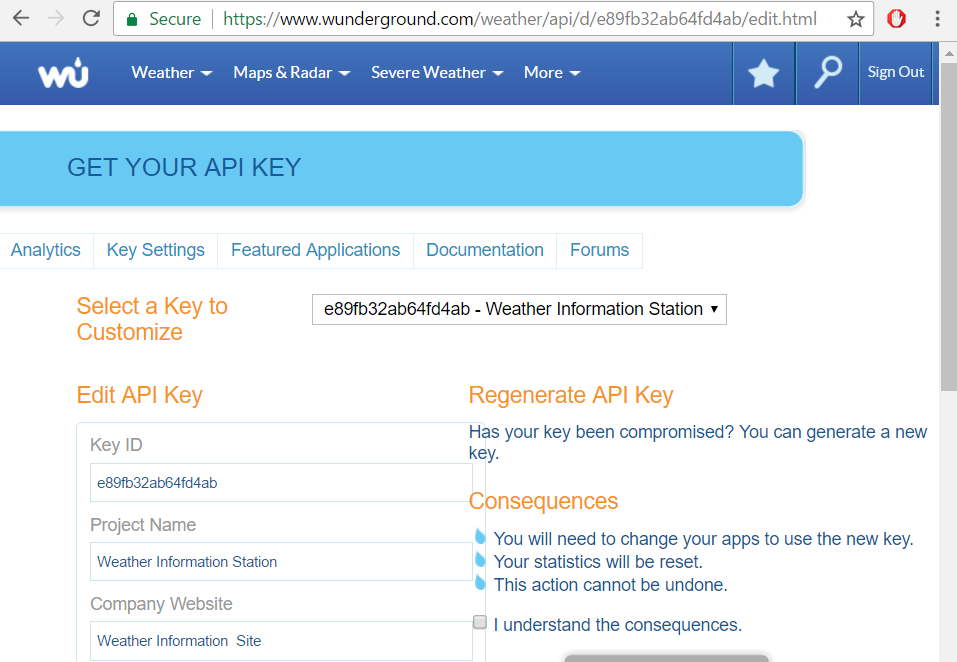 Secure https://www.wunderground.com/weather/api/d/e89fb32ab64fd4ab/edit.html
wu Weather Maps & Radar Severe Weather More Sign Out
GET YOUR API KEY
Analytics Key Settings Featured Applications Documentation Forums
Select a Key to
Customize
e89fb32ab64fd4ab - Weather Information Station
Edit API Key
Key ID
e89fb32ab64fd4ab
Project Name
Weather Information Station
Company Website
Weather Information Site
Regenerate API Key
Has your key been compromised? You can generate a new
key.
Consequences
You will need to change your apps to use the new key.
Your statistics will be reset.
This action cannot be undone.
I understand the consequences.